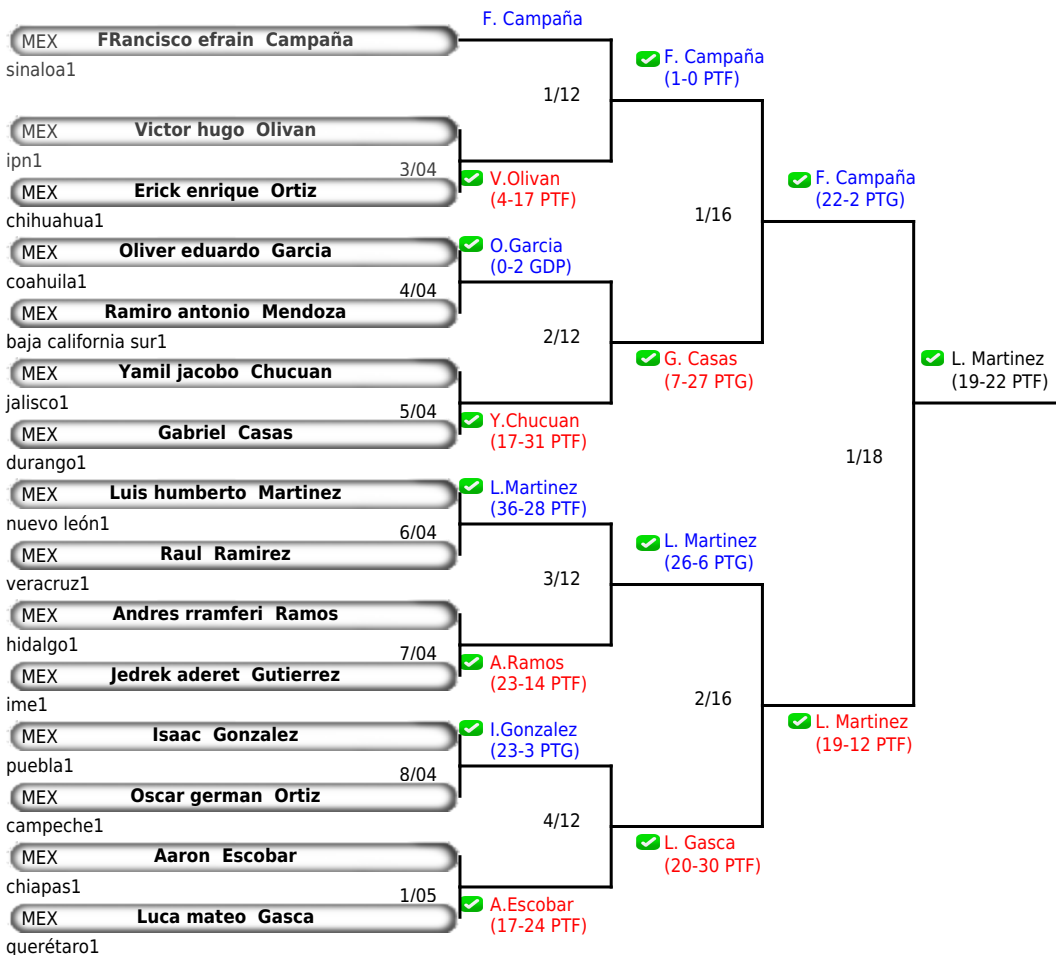 F. Campaña
MEX FRancisco efrain Campaña
sinaloa1
F. Campaña
(1-0 PTF)
1/12
MEX Victor hugo Olivan
ipn1
3/04
V.Olivan
(4-17 PTF)
MEX Erick enrique Ortiz
chihuahua1
F. Campaña
(22-2 PTG)
1/16
MEX Oliver eduardo Garcia
coahuila1
O.Garcia
(0-2 GDP)
4/04
MEX Ramiro antonio Mendoza
baja california sur1
2/12
G. Casas
(7-27 PTG)
MEX Yamil jacobo Chucuan
jalisco1
5/04
Y.Chucuan
(17-31 PTF)
MEX Gabriel Casas
durango1
L. Martinez
(19-22 PTF)
1/18
MEX Luis humberto Martinez
nuevo león1
L.Martinez
(36-28 PTF)
6/04
MEX Raul Ramirez
veracruz1
L. Martinez
(26-6 PTG)
3/12
MEX Andres rramferi Ramos
hidalgo1
7/04
A.Ramos
(23-14 PTF)
MEX Jedrek aderet Gutierrez
ime1
2/16
L. Martinez
(19-12 PTF)
MEX Isaac Gonzalez
puebla1
I.Gonzalez
(23-3 PTG)
8/04
MEX Oscar german Ortiz
campeche1
4/12
L. Gasca
(20-30 PTF)
MEX Aaron Escobar
chiapas1
1/05
A.Escobar
(17-24 PTF)
MEX Luca mateo Gasca
querétaro1